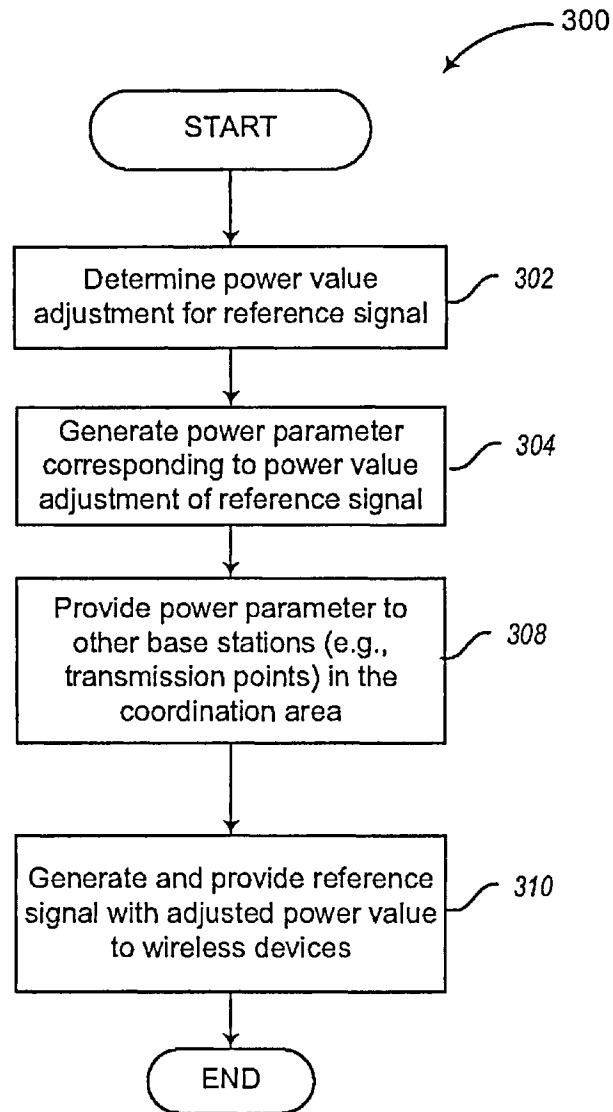 300
START
Determine power value
adjustment for reference signal
302
Generate power parameter
corresponding to power value
adjustment of reference signal
304
Provide power parameter to
other base stations (e.g.,
transmission points) in the
coordination area
308
Generate and provide reference
signal with adjusted power value
to wireless devices
310
END